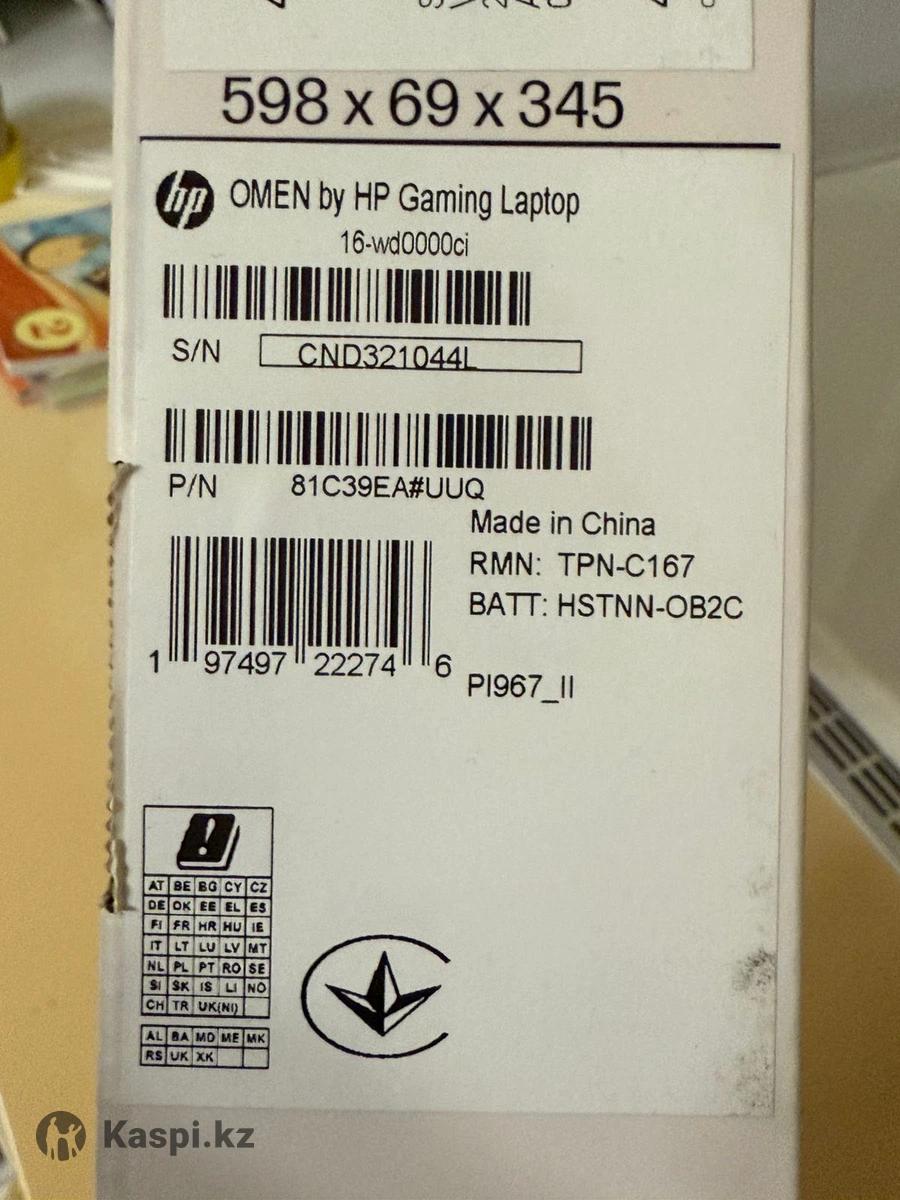 598 x 69 x 345
hp OMEN by HP Gaming Laptop
16-wd0000ci
S/N CND321044L
P/N 81C39EA#UUQ
Made in China
RMN: TPN-C167
BATT: HSTNN-OB2C
1 97497 22274 6
PI967_II
!
AT BE BG CY CZ
DE DK EE EL ES
FI FR HR HU IE
IT LT LU LV MT
NL PL PT RO SE
SI SK IS LI NO
CH TR UK(NI)
AL BA MD ME MK
RS UK XK
2
Kaspi.kz